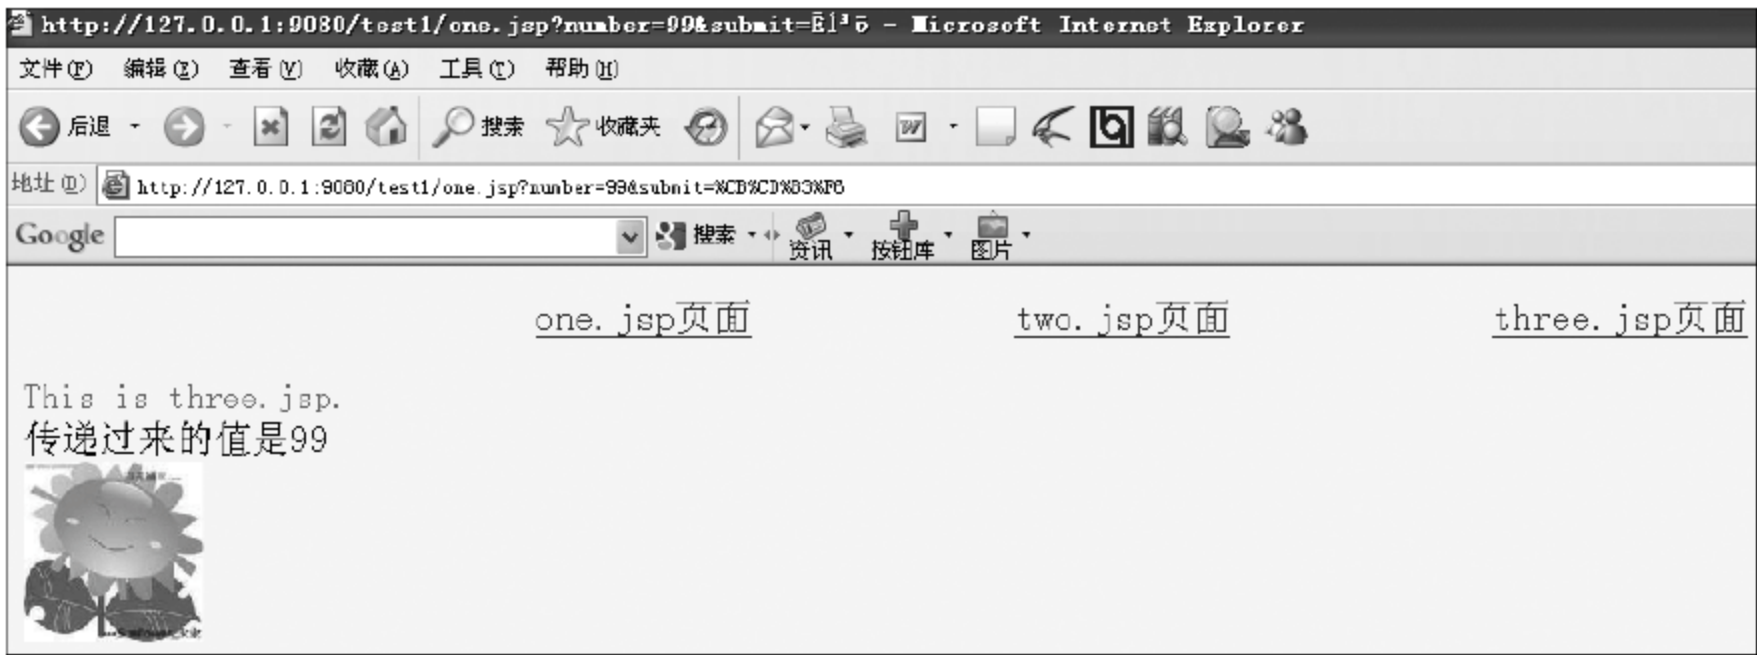 http://127.0.0.1:9080/test1/one.jsp?number=99&submit=ËÍ³ö - Microsoft Internet Explorer
文件(F) 编辑(E) 查看(V) 收藏(A) 工具(T) 帮助(H)
后退 搜索 收藏夹
地址(D) http://127.0.0.1:9080/test1/one.jsp?number=99&submit=%CB%CD%B3%F6
Google 搜索 资讯 按钮库 图片
one.jsp页面 two.jsp页面 three.jsp页面
This is three.jsp.
传递过来的值是99